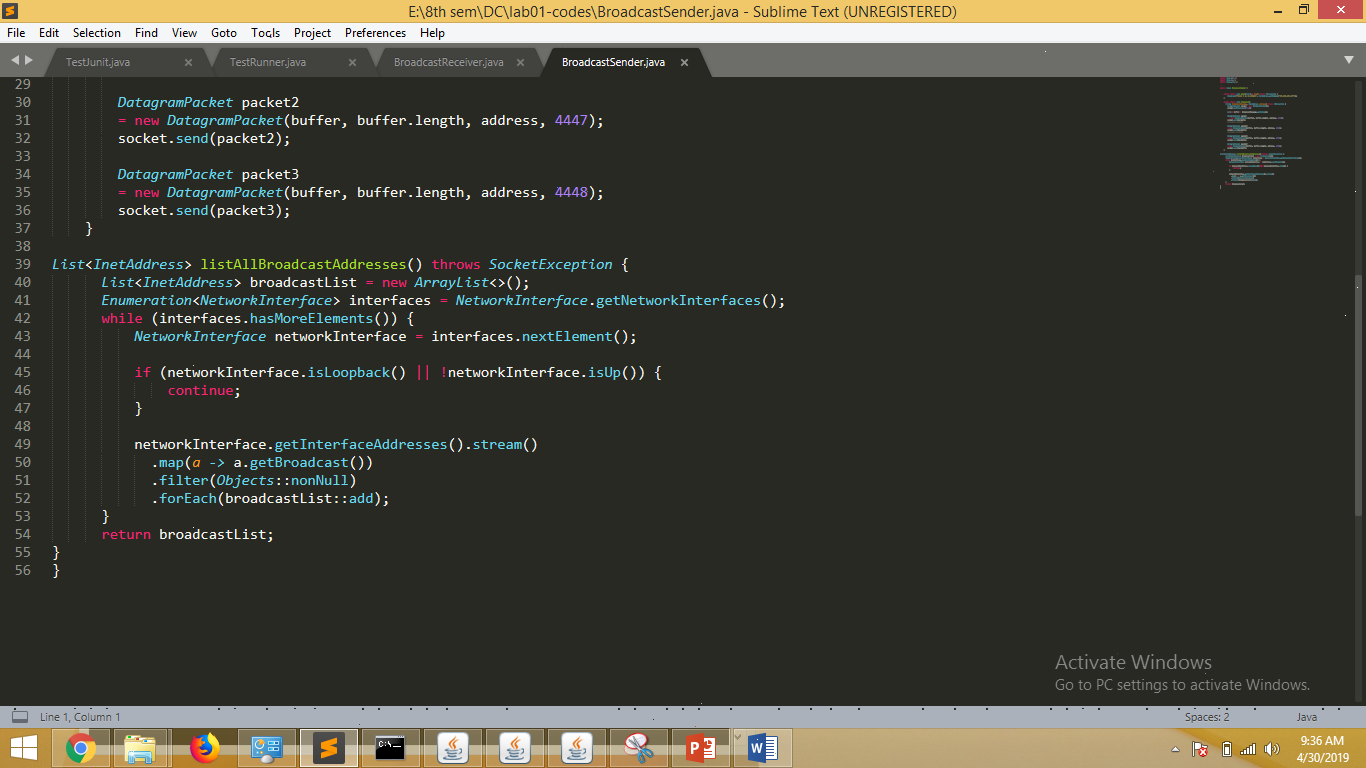 E:\8th sem\DC\lab01-codes\BroadcastSender.java - Sublime Text (UNREGISTERED)
File Edit Selection Find View Goto Tools Project Preferences Help
TestJunit.java TestRunner.java BroadcastReceiver.java BroadcastSender.java
29
30 DatagramPacket packet2
31 = new DatagramPacket(buffer, buffer.length, address, 4447);
32 socket.send(packet2);
33
34 DatagramPacket packet3
35 = new DatagramPacket(buffer, buffer.length, address, 4448);
36 socket.send(packet3);
37 }
38
39 List<InetAddress> listAllBroadcastAddresses() throws SocketException {
40 List<InetAddress> broadcastList = new ArrayList<>();
41 Enumeration<NetworkInterface> interfaces = NetworkInterface.getNetworkInterfaces();
42 while (interfaces.hasMoreElements()) {
43 NetworkInterface networkInterface = interfaces.nextElement();
44
45 if (networkInterface.isLoopback() || !networkInterface.isUp()) {
46 continue;
47 }
48
49 networkInterface.getInterfaceAddresses().stream()
50 .map(a -> a.getBroadcast())
51 .filter(Objects::nonNull)
52 .forEach(broadcastList::add);
53 }
54 return broadcastList;
55 }
56 }
Activate Windows
Go to PC settings to activate Windows.
Line 1, Column 1 Spaces: 2 Java
9:36 AM
4/30/2019